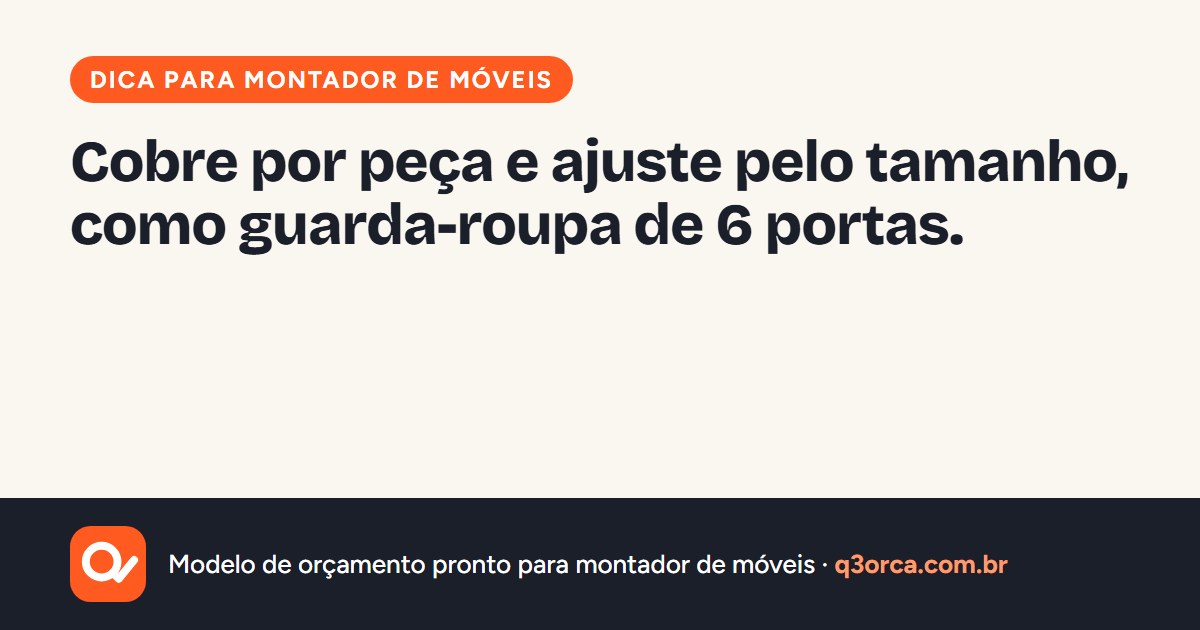 DICA PARA MONTADOR DE MÓVEIS
Cobre por peça e ajuste pelo tamanho,
como guarda-roupa de 6 portas.
Modelo de orçamento pronto para montador de móveis · q3orca.com.br